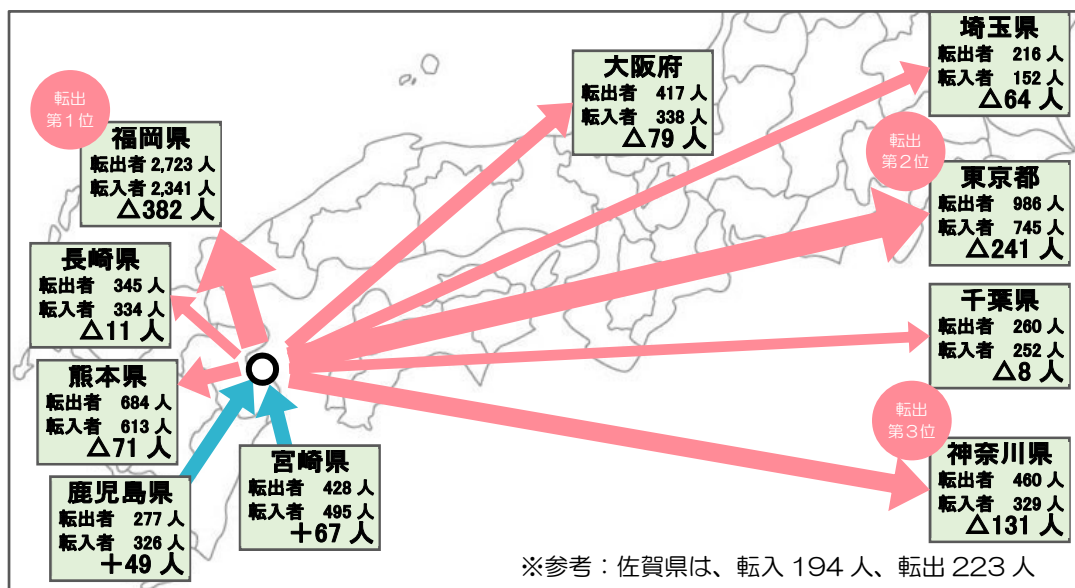 転出
第1位
福岡県
転出者 2,723 人
転入者 2,341 人
△382 人
長崎県
転出者 345 人
転入者 334 人
△11 人
熊本県
転出者 684 人
転入者 613 人
△71 人
鹿児島県
転出者 277 人
転入者 326 人
+49 人
宮崎県
転出者 428 人
転入者 495 人
+67 人
大阪府
転出者 417 人
転入者 338 人
△79 人
埼玉県
転出者 216 人
転入者 152 人
△64 人
転出
第2位
東京都
転出者 986 人
転入者 745 人
△241 人
千葉県
転出者 260 人
転入者 252 人
△8 人
転出
第3位
神奈川県
転出者 460 人
転入者 329 人
△131 人
※参考：佐賀県は、転入 194 人、転出 223 人